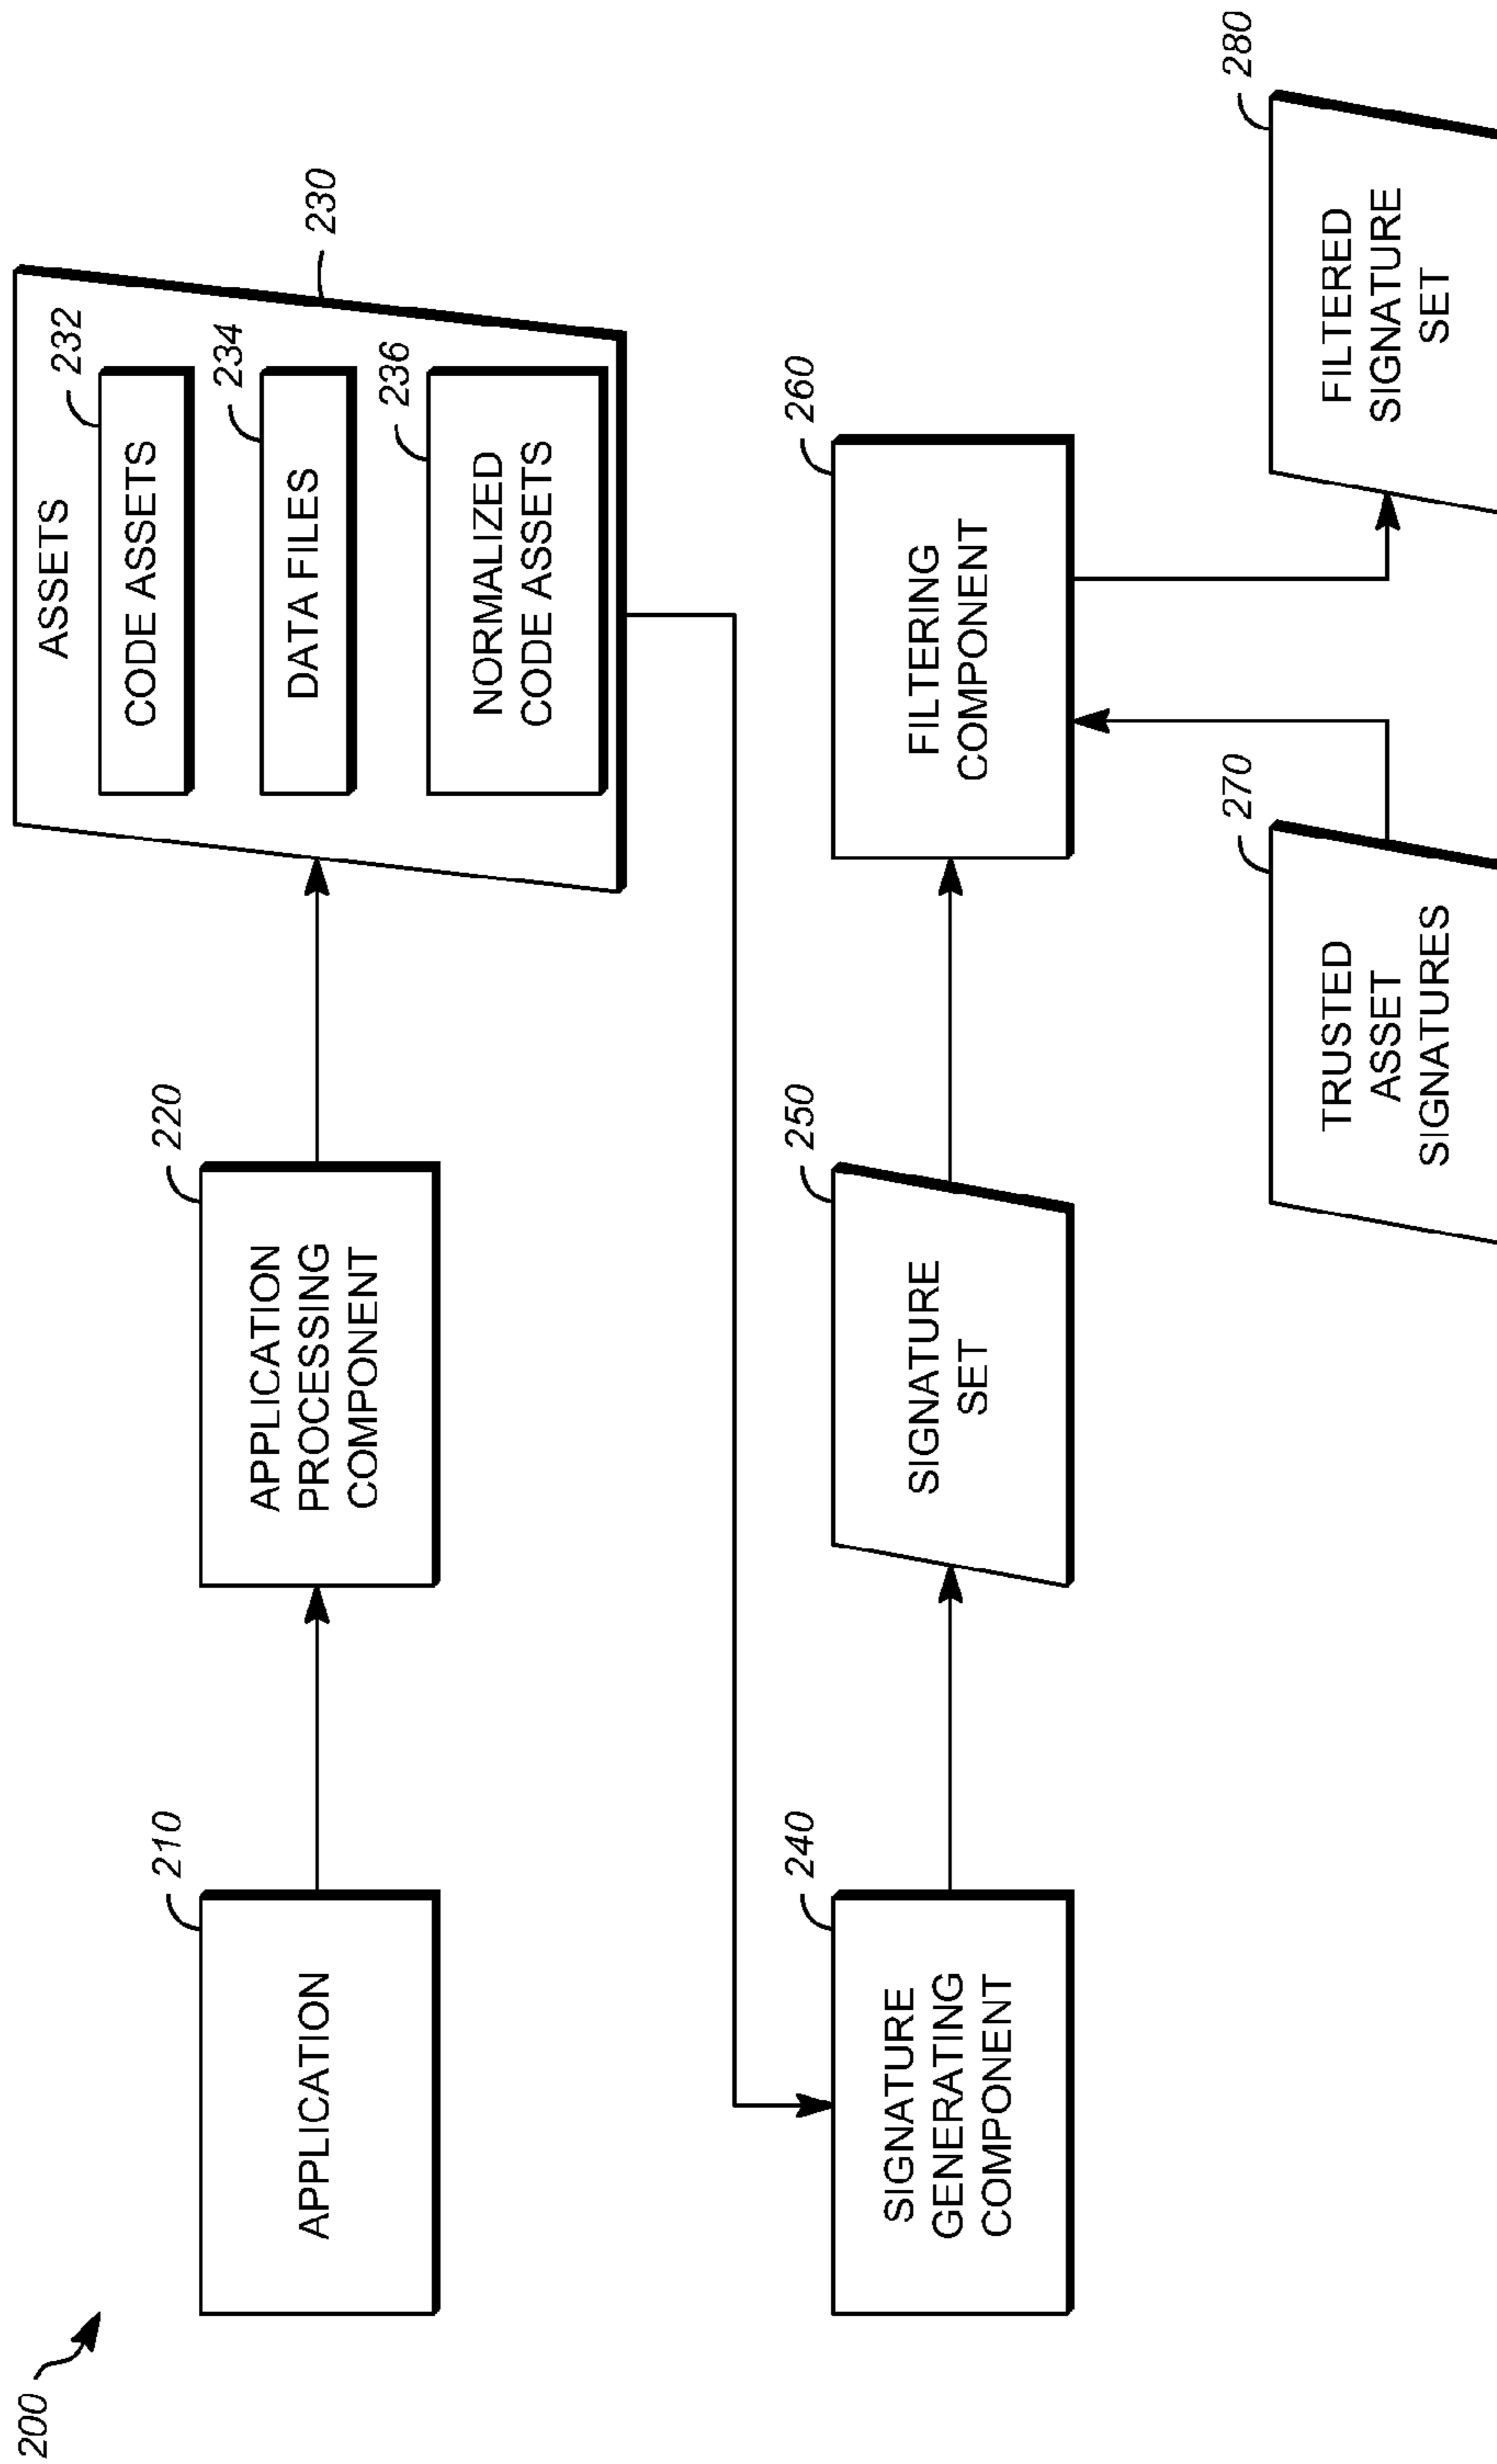 200
210
APPLICATION
220
APPLICATION
PROCESSING
COMPONENT
230
ASSETS
232
CODE ASSETS
234
DATA FILES
236
NORMALIZED
CODE ASSETS
240
SIGNATURE
GENERATING
COMPONENT
250
SIGNATURE
SET
260
FILTERING
COMPONENT
270
TRUSTED
ASSET
SIGNATURES
280
FILTERED
SIGNATURE
SET